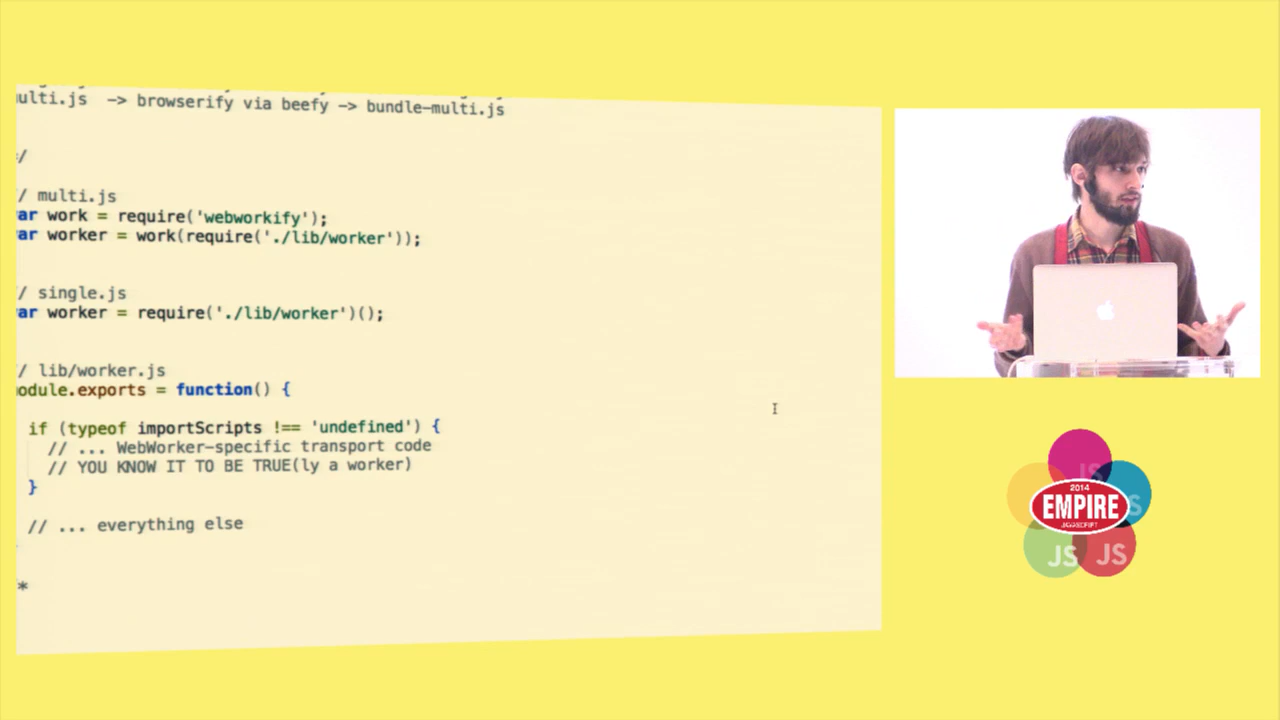 ulti.js -> browserify via beefy -> bundle-multi.js
/
/ multi.js
ar work = require('webworkify');
ar worker = work(require('./lib/worker'));
/ single.js
ar worker = require('./lib/worker')();
/ lib/worker.js
odule.exports = function() {
if (typeof importScripts !== 'undefined') {
// ... WebWorker-specific transport code
// YOU KNOW IT TO BE TRUE(ly a worker)
}
// ... everything else
*
JS
2014
EMPIRE
JAVASCRIPT
JS
JS
JS